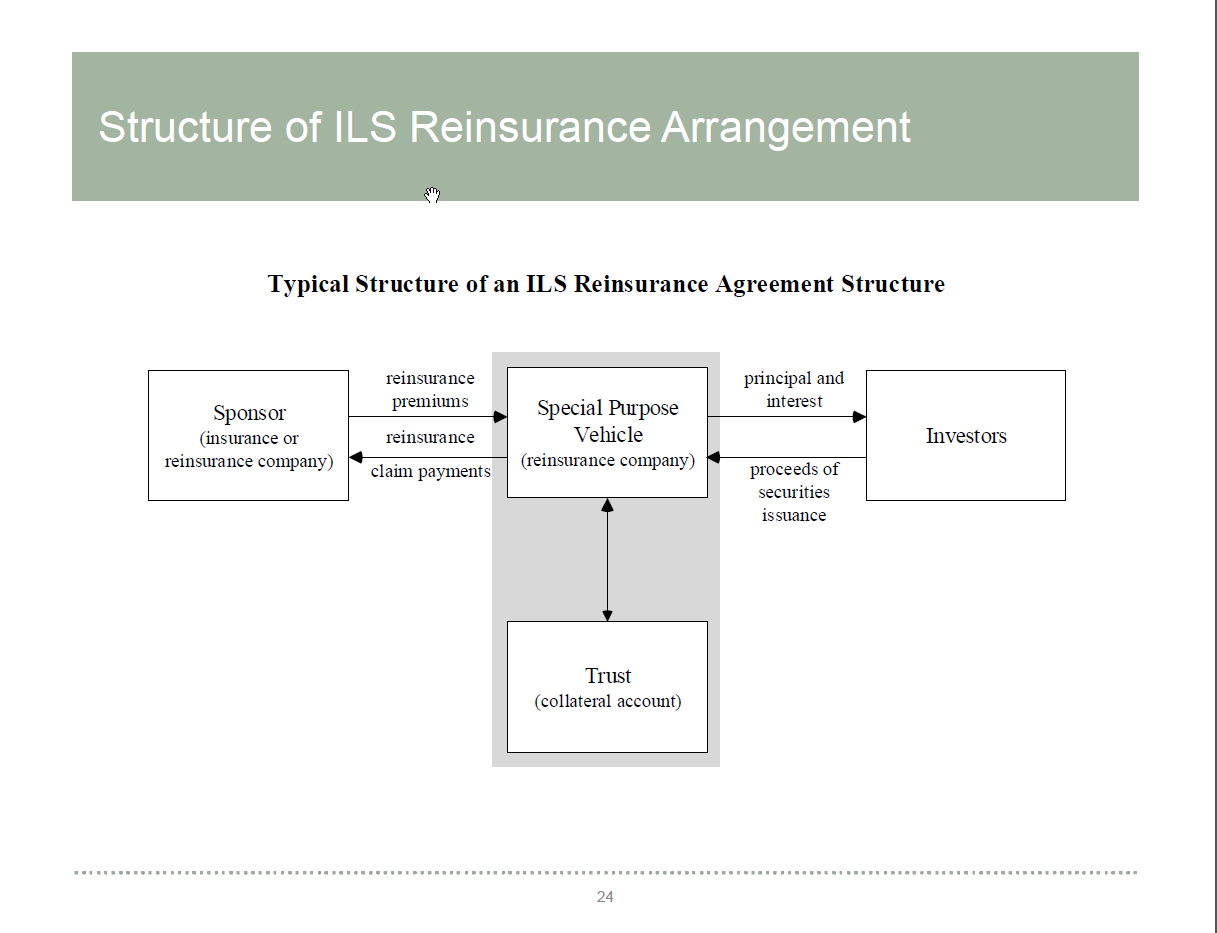 Structure of ILS Reinsurance Arrangement
Typical Structure of an ILS Reinsurance Agreement Structure
Sponsor
(insurance or
reinsurance company)
reinsurance
premiums
reinsurance
claim payments
Special Purpose
Vehicle
(reinsurance company)
principal and
interest
proceeds of
securities
issuance
Investors
Trust
(collateral account)
24